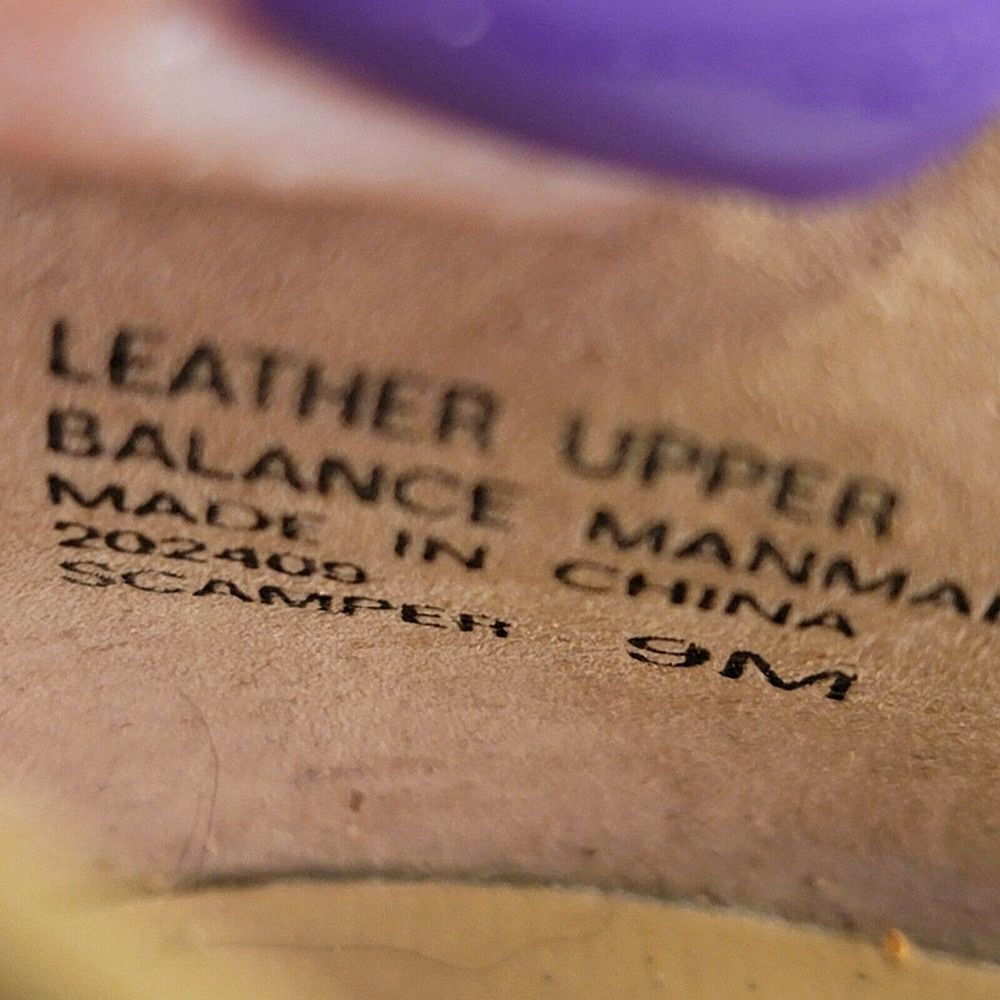 LEATHER UPPER
BALANCE MANMA
MADE IN CHINA
202409
SCAMPER 9M